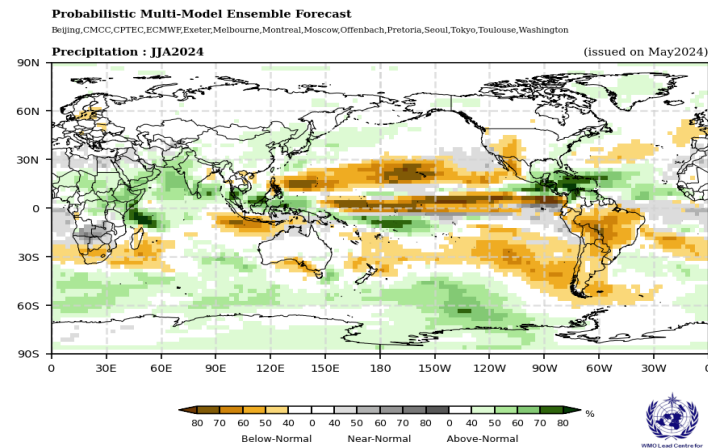 Probabilistic Multi-Model Ensemble Forecast
Beijing,CMCC,CPTEC,ECMWF,Exeter,Melbourne,Montreal,Moscow,Offenbach,Pretoria,Seoul,Tokyo,Toulouse,Washington
Precipitation : JJA2024 (issued on May2024)
90N
60N
30N
0
30S
60S
90S
0 30E 60E 90E 120E 150E 180 150W 120W 90W 60W 30W 0
80 70 60 50 40 0 40 50 60 70 80 0 40 50 60 70 80 %
Below-Normal Near-Normal Above-Normal
WMO Lead Centre for